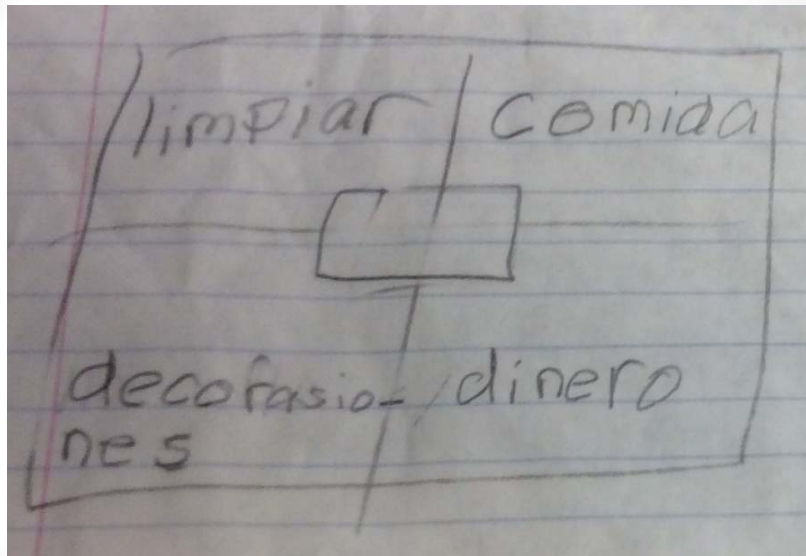 limpiar comida
decorasio-
nes
dinero